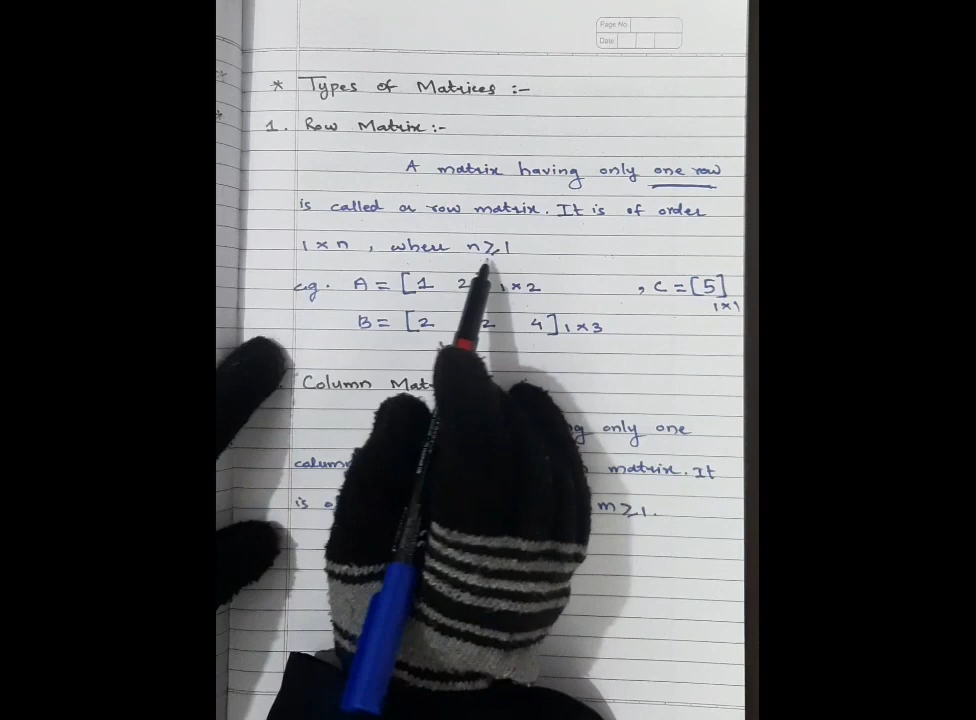 Page No
Date
* Types of Matrices :-
1. Row Matrix :-
A matrix having only one row
is called a row matrix. It is of order
1 × n , where n ⩾ 1
e.g. A = [1 2 1×2 , C = [5] 1×1
B = [2 2 4] 1×3
Column Mat
only one
matrix. It
is m ⩾ 1.